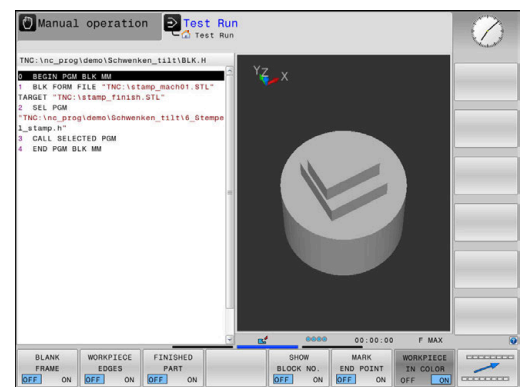 Manual operation
Test Run
Test Run
TNC:\nc_prog\demo\Schwenken_tilt\BLK.H
0 BEGIN PGM BLK MM
1 BLK FORM FILE "TNC:\stamp_mach01.STL"
TARGET "TNC:\stamp_finish.STL"
2 SEL PGM
"TNC:\nc_prog\demo\Schwenken_tilt\6_Stempe
l_stamp.h"
3 CALL SELECTED PGM
4 END PGM BLK MM
Y Z X
00:00:00 F MAX
BLANK FRAME OFF ON
WORKPIECE EDGES OFF ON
FINISHED PART OFF ON
SHOW BLOCK NO. OFF ON
MARK END POINT OFF ON
WORKPIECE IN COLOR OFF ON